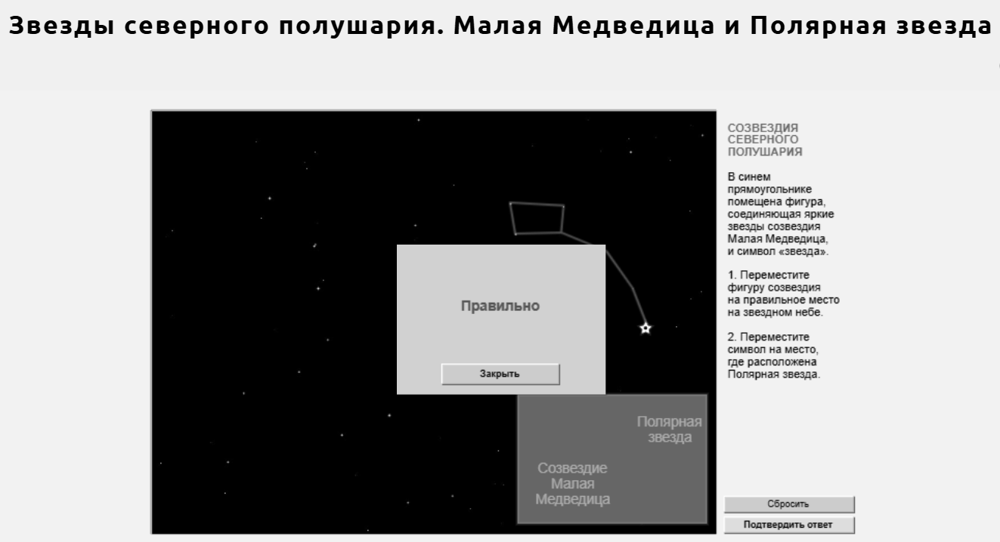 Звезды северного полушария. Малая Медведица и Полярная звезда
СОЗВЕЗДИЯ
СЕВЕРНОГО
ПОЛУШАРИЯ
В синем
прямоугольнике
помещена фигура,
соединяющая яркие
звезды созвездия
Малая Медведица,
и символ «звезда».
1. Переместите
фигуру созвездия
на правильное место
на звездном небе.
2. Переместите
символ на место,
где расположена
Полярная звезда.
Правильно
Закрыть
Полярная
звезда
Созвездие
Малая
Медведица
Сбросить
Подтвердить ответ